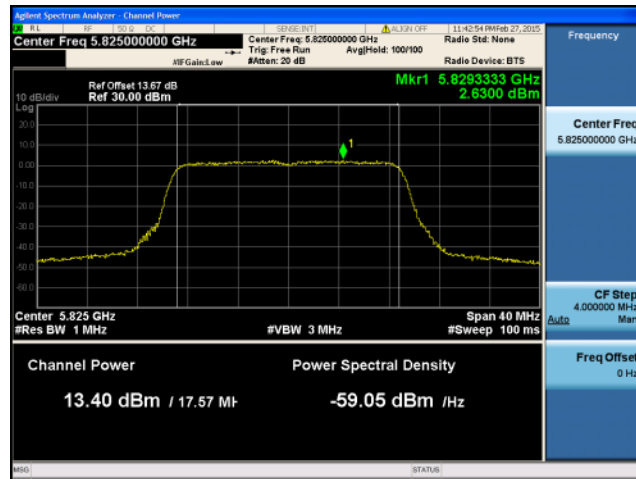 Agilent Spectrum Analyzer - Channel Power
RL RF 50 Ω DC SENSE:INT ALIGN OFF 11:42:54 PM Feb 27, 2015
Center Freq 5.825000000 GHz
Center Freq: 5.825000000 GHz
Radio Std: None
Trig: Free Run Avg|Hold: 100/100
#IFGain:Low #Atten: 20 dB Radio Device: BTS
Ref Offset 13.67 dB
10 dB/div Ref 30.00 dBm
Mkr1 5.8293333 GHz
2.6300 dBm
Log
20.0
10.0
1
0.00
-10.0
-20.0
-30.0
-40.0
-50.0
-60.0
Center 5.825 GHz Span 40 MHz
#Res BW 1 MHz #VBW 3 MHz #Sweep 100 ms
Channel Power Power Spectral Density
13.40 dBm / 17.57 MH -59.05 dBm /Hz
MSG STATUS
Frequency
Center Freq
5.825000000 GHz
CF Step
4.000000 MHz
Auto Man
Freq Offset
0 Hz